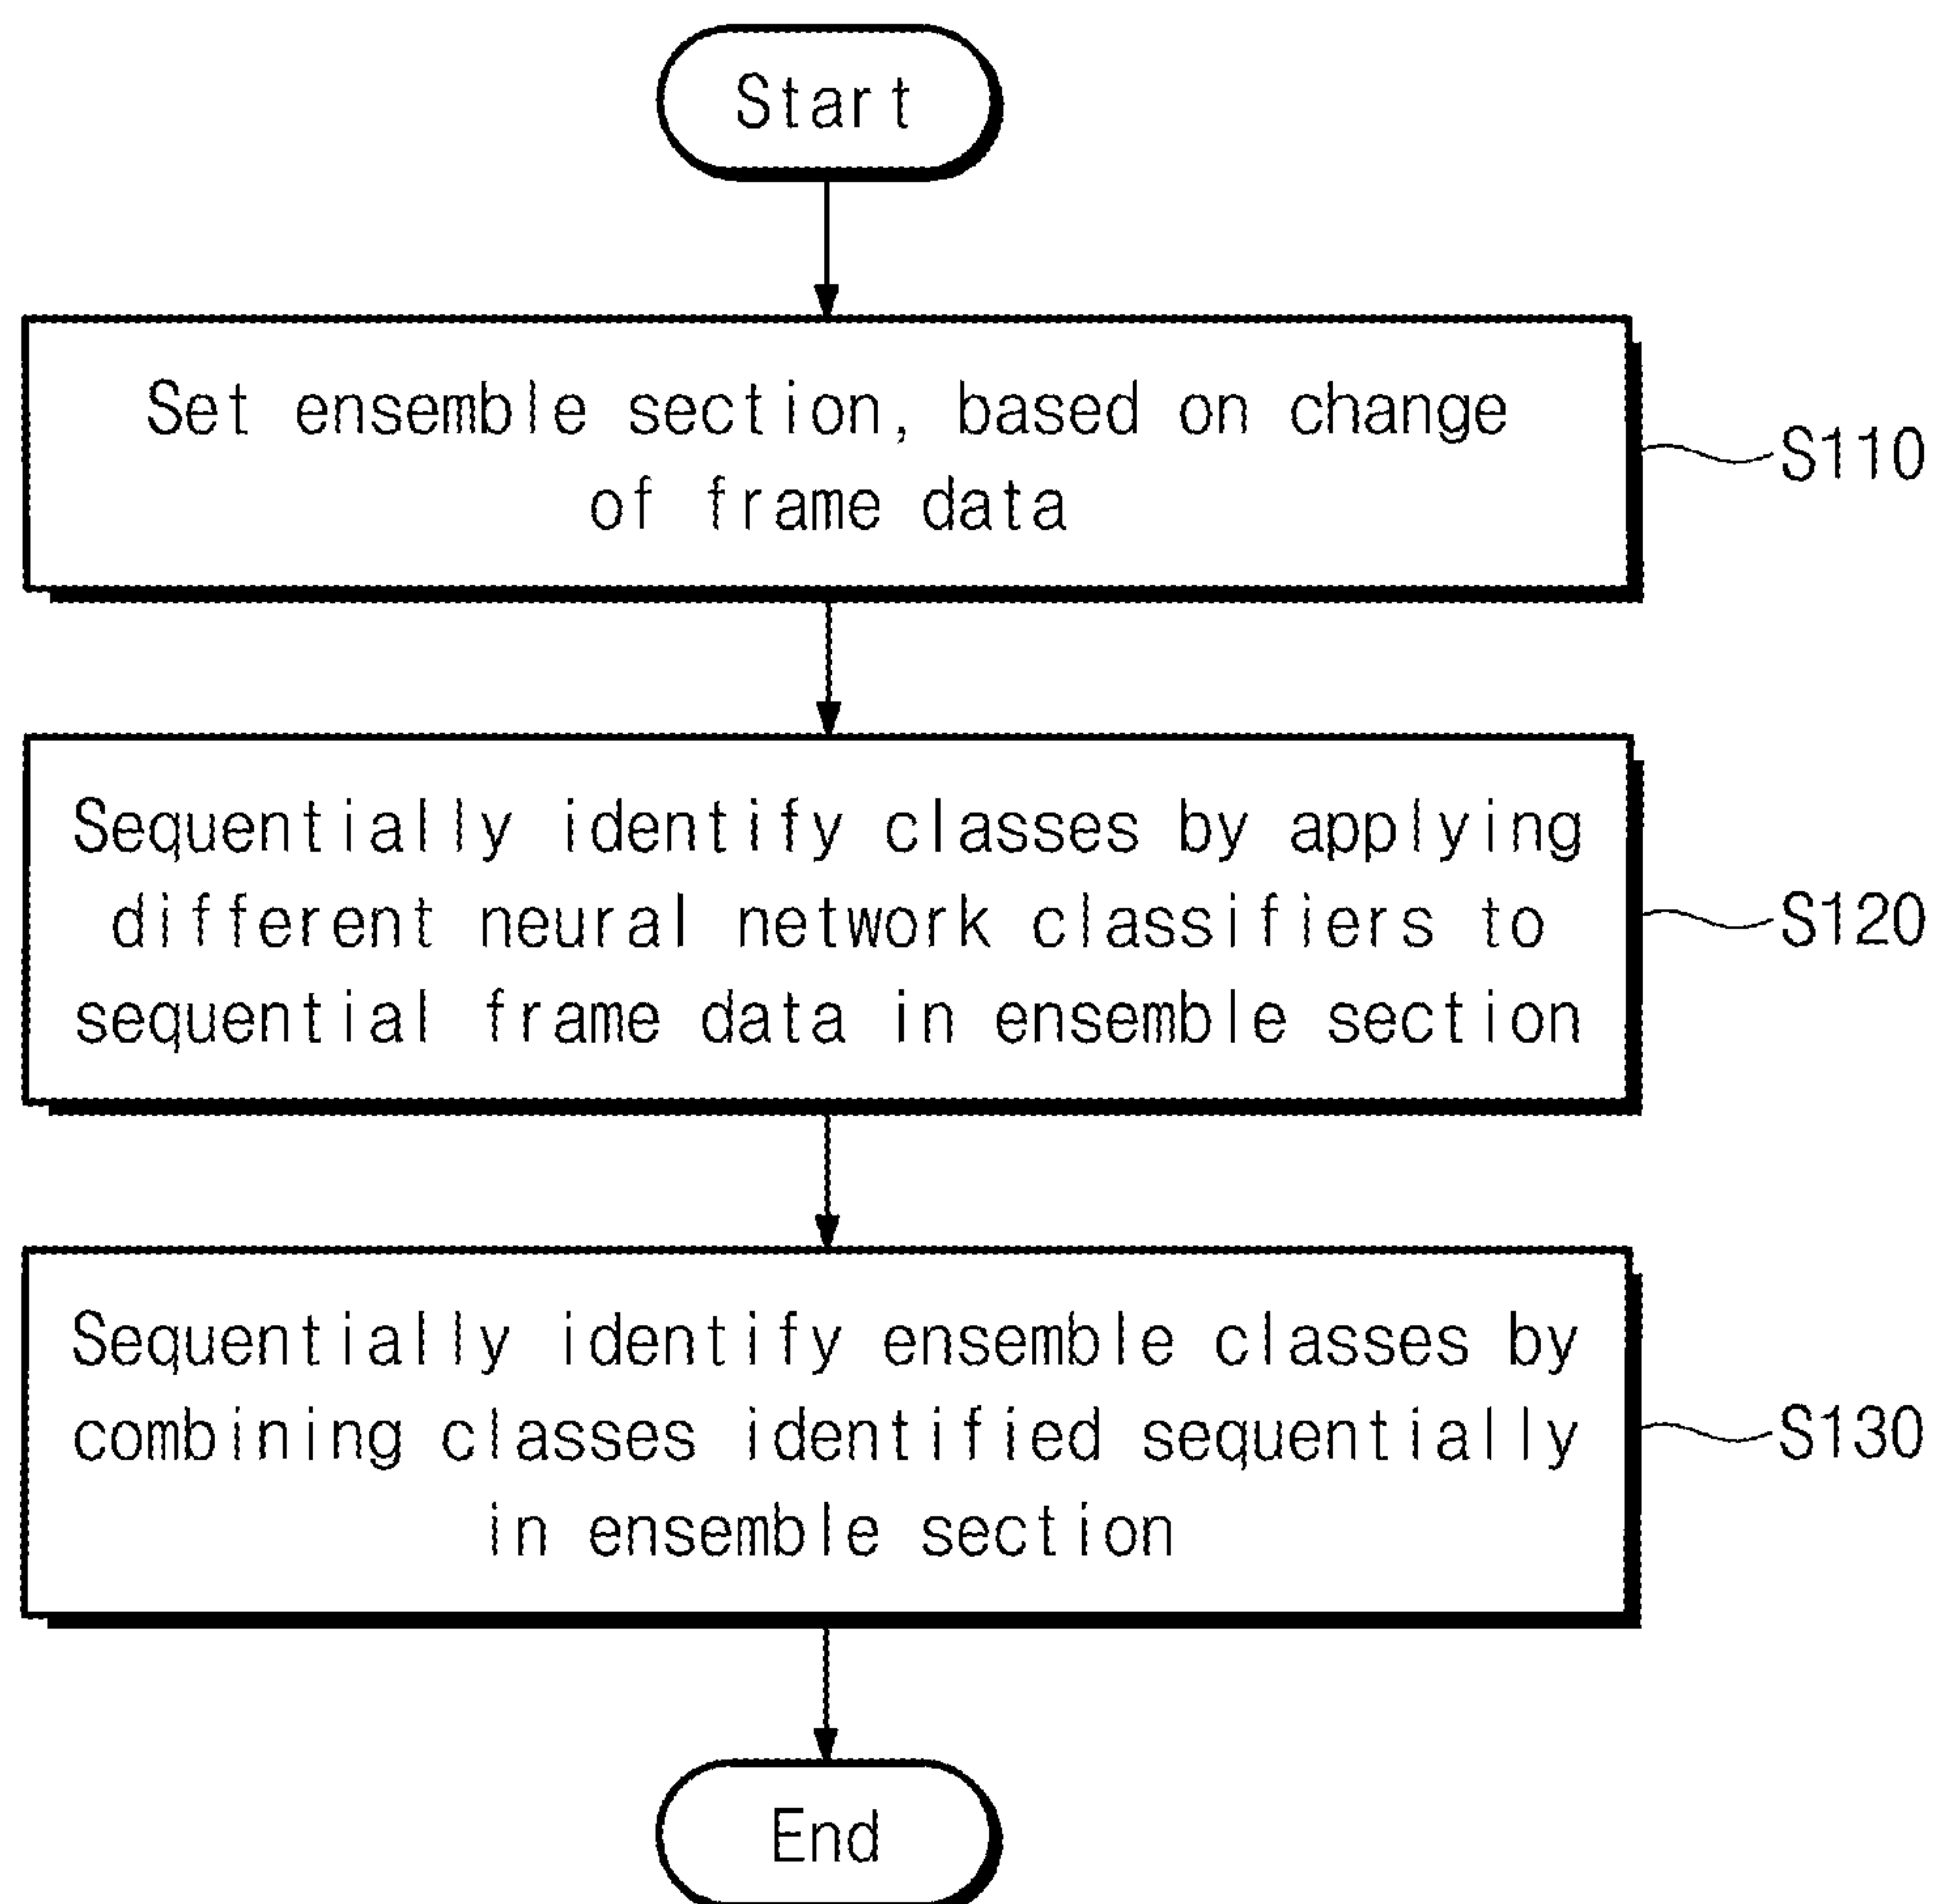 Start
Set ensemble section, based on change
of frame data
S110
Sequentially identify classes by applying
different neural network classifiers to
sequential frame data in ensemble section
S120
Sequentially identify ensemble classes by
combining classes identified sequentially
in ensemble section
S130
End